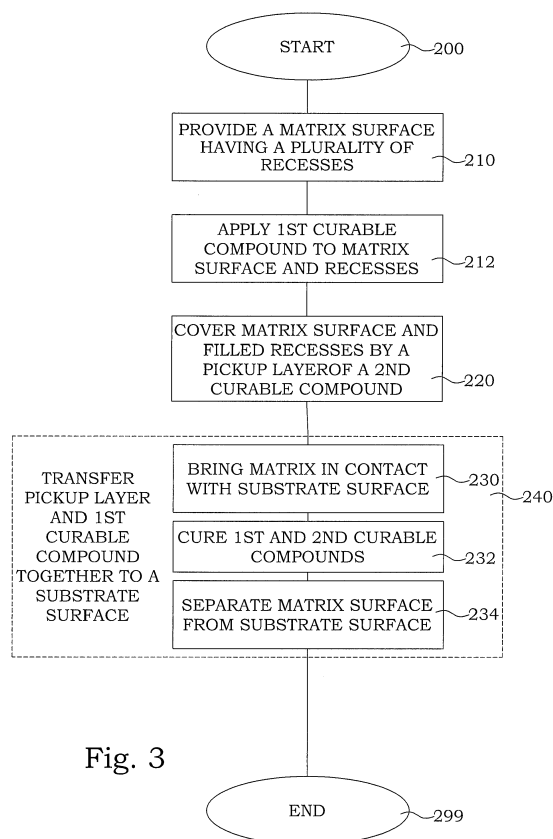 START
200
PROVIDE A MATRIX SURFACE
HAVING A PLURALITY OF
RECESSES
210
APPLY 1ST CURABLE
COMPOUND TO MATRIX
SURFACE AND RECESSES
212
COVER MATRIX SURFACE AND
FILLED RECESSES BY A
PICKUP LAYEROF A 2ND
CURABLE COMPOUND
220
TRANSFER
PICKUP LAYER
AND 1ST
CURABLE
COMPOUND
TOGETHER TO A
SUBSTRATE
SURFACE
BRING MATRIX IN CONTACT
WITH SUBSTRATE SURFACE
230
240
CURE 1ST AND 2ND CURABLE
COMPOUNDS
232
SEPARATE MATRIX SURFACE
FROM SUBSTRATE SURFACE
234
Fig. 3
END
299